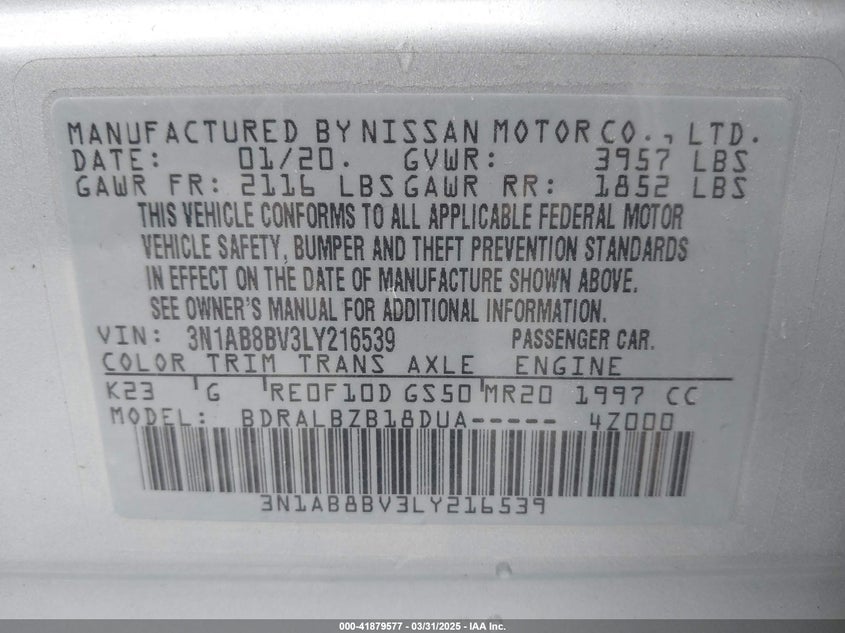 MANUFACTURED BY NISSAN MOTOR CO., LTD.
DATE: 01/20. GVWR: 3957 LBS
GAWR FR: 2116 LBS GAWR RR: 1852 LBS
THIS VEHICLE CONFORMS TO ALL APPLICABLE FEDERAL MOTOR
VEHICLE SAFETY, BUMPER AND THEFT PREVENTION STANDARDS
IN EFFECT ON THE DATE OF MANUFACTURE SHOWN ABOVE.
SEE OWNER'S MANUAL FOR ADDITIONAL INFORMATION.
VIN: 3N1AB8BV3LY216539 PASSENGER CAR.
COLOR TRIM TRANS AXLE ENGINE
K23 G RE0F10D GS50 MR20 1997 CC
MODEL: BDRALBZB18DUA----- 4Z000
3N1AB8BV3LY216539
000-41879577 — 03/31/2025 — IAA Inc.